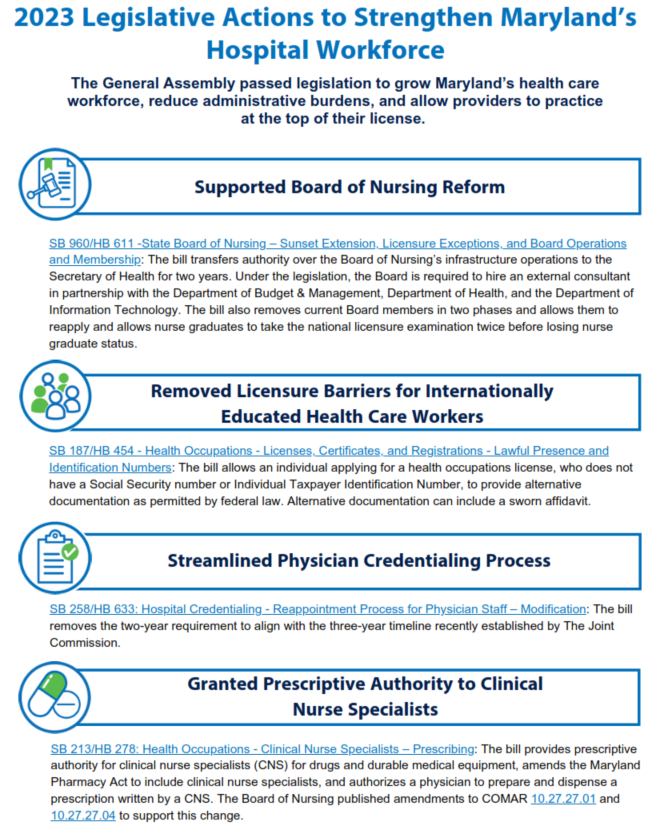 2023 Legislative Actions to Strengthen Maryland's
Hospital Workforce
The General Assembly passed legislation to grow Maryland's health care
workforce, reduce administrative burdens, and allow providers to practice
at the top of their license.
Supported Board of Nursing Reform
SB 960/HB 611 -State Board of Nursing – Sunset Extension, Licensure Exceptions, and Board Operations
and Membership: The bill transfers authority over the Board of Nursing's infrastructure operations to the
Secretary of Health for two years. Under the legislation, the Board is required to hire an external consultant
in partnership with the Department of Budget & Management, Department of Health, and the Department of
Information Technology. The bill also removes current Board members in two phases and allows them to
reapply and allows nurse graduates to take the national licensure examination twice before losing nurse
graduate status.
Removed Licensure Barriers for Internationally
Educated Health Care Workers
SB 187/HB 454 - Health Occupations - Licenses, Certificates, and Registrations - Lawful Presence and
Identification Numbers: The bill allows an individual applying for a health occupations license, who does not
have a Social Security number or Individual Taxpayer Identification Number, to provide alternative
documentation as permitted by federal law. Alternative documentation can include a sworn affidavit.
Streamlined Physician Credentialing Process
SB 258/HB 633: Hospital Credentialing - Reappointment Process for Physician Staff – Modification: The bill
removes the two-year requirement to align with the three-year timeline recently established by The Joint
Commission.
Granted Prescriptive Authority to Clinical
Nurse Specialists
SB 213/HB 278: Health Occupations - Clinical Nurse Specialists – Prescribing: The bill provides prescriptive
authority for clinical nurse specialists (CNS) for drugs and durable medical equipment, amends the Maryland
Pharmacy Act to include clinical nurse specialists, and authorizes a physician to prepare and dispense a
prescription written by a CNS. The Board of Nursing published amendments to COMAR 10.27.27.01 and
10.27.27.04 to support this change.